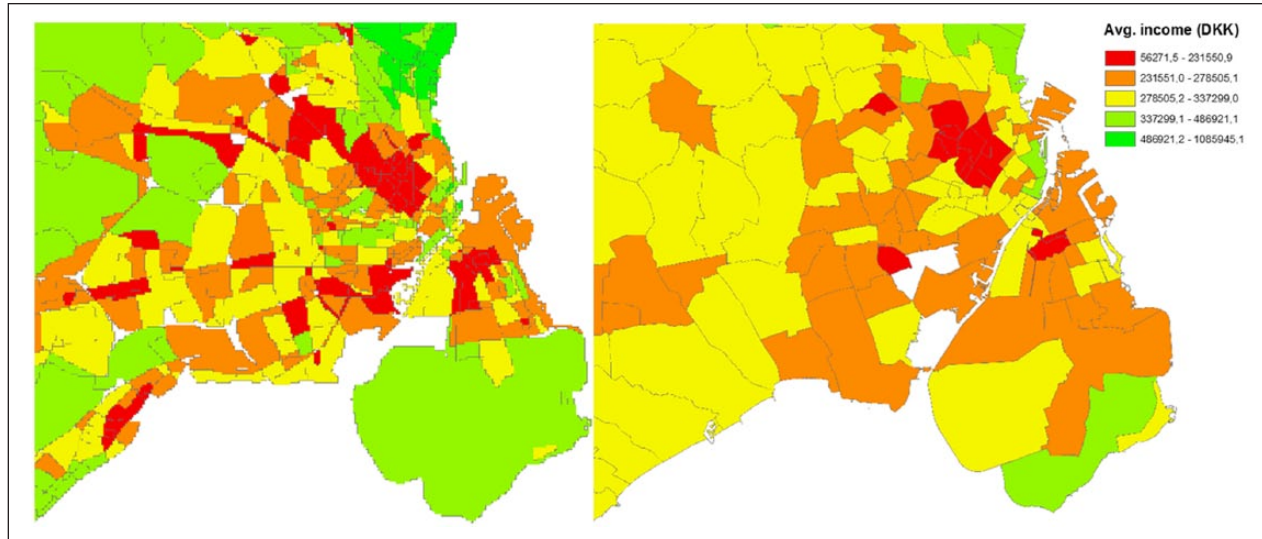 Avg. income (DKK)
56271,5 - 231550,9
231551,0 - 278505,1
278505,2 - 337299,0
337299,1 - 486921,1
486921,2 - 1085945,1